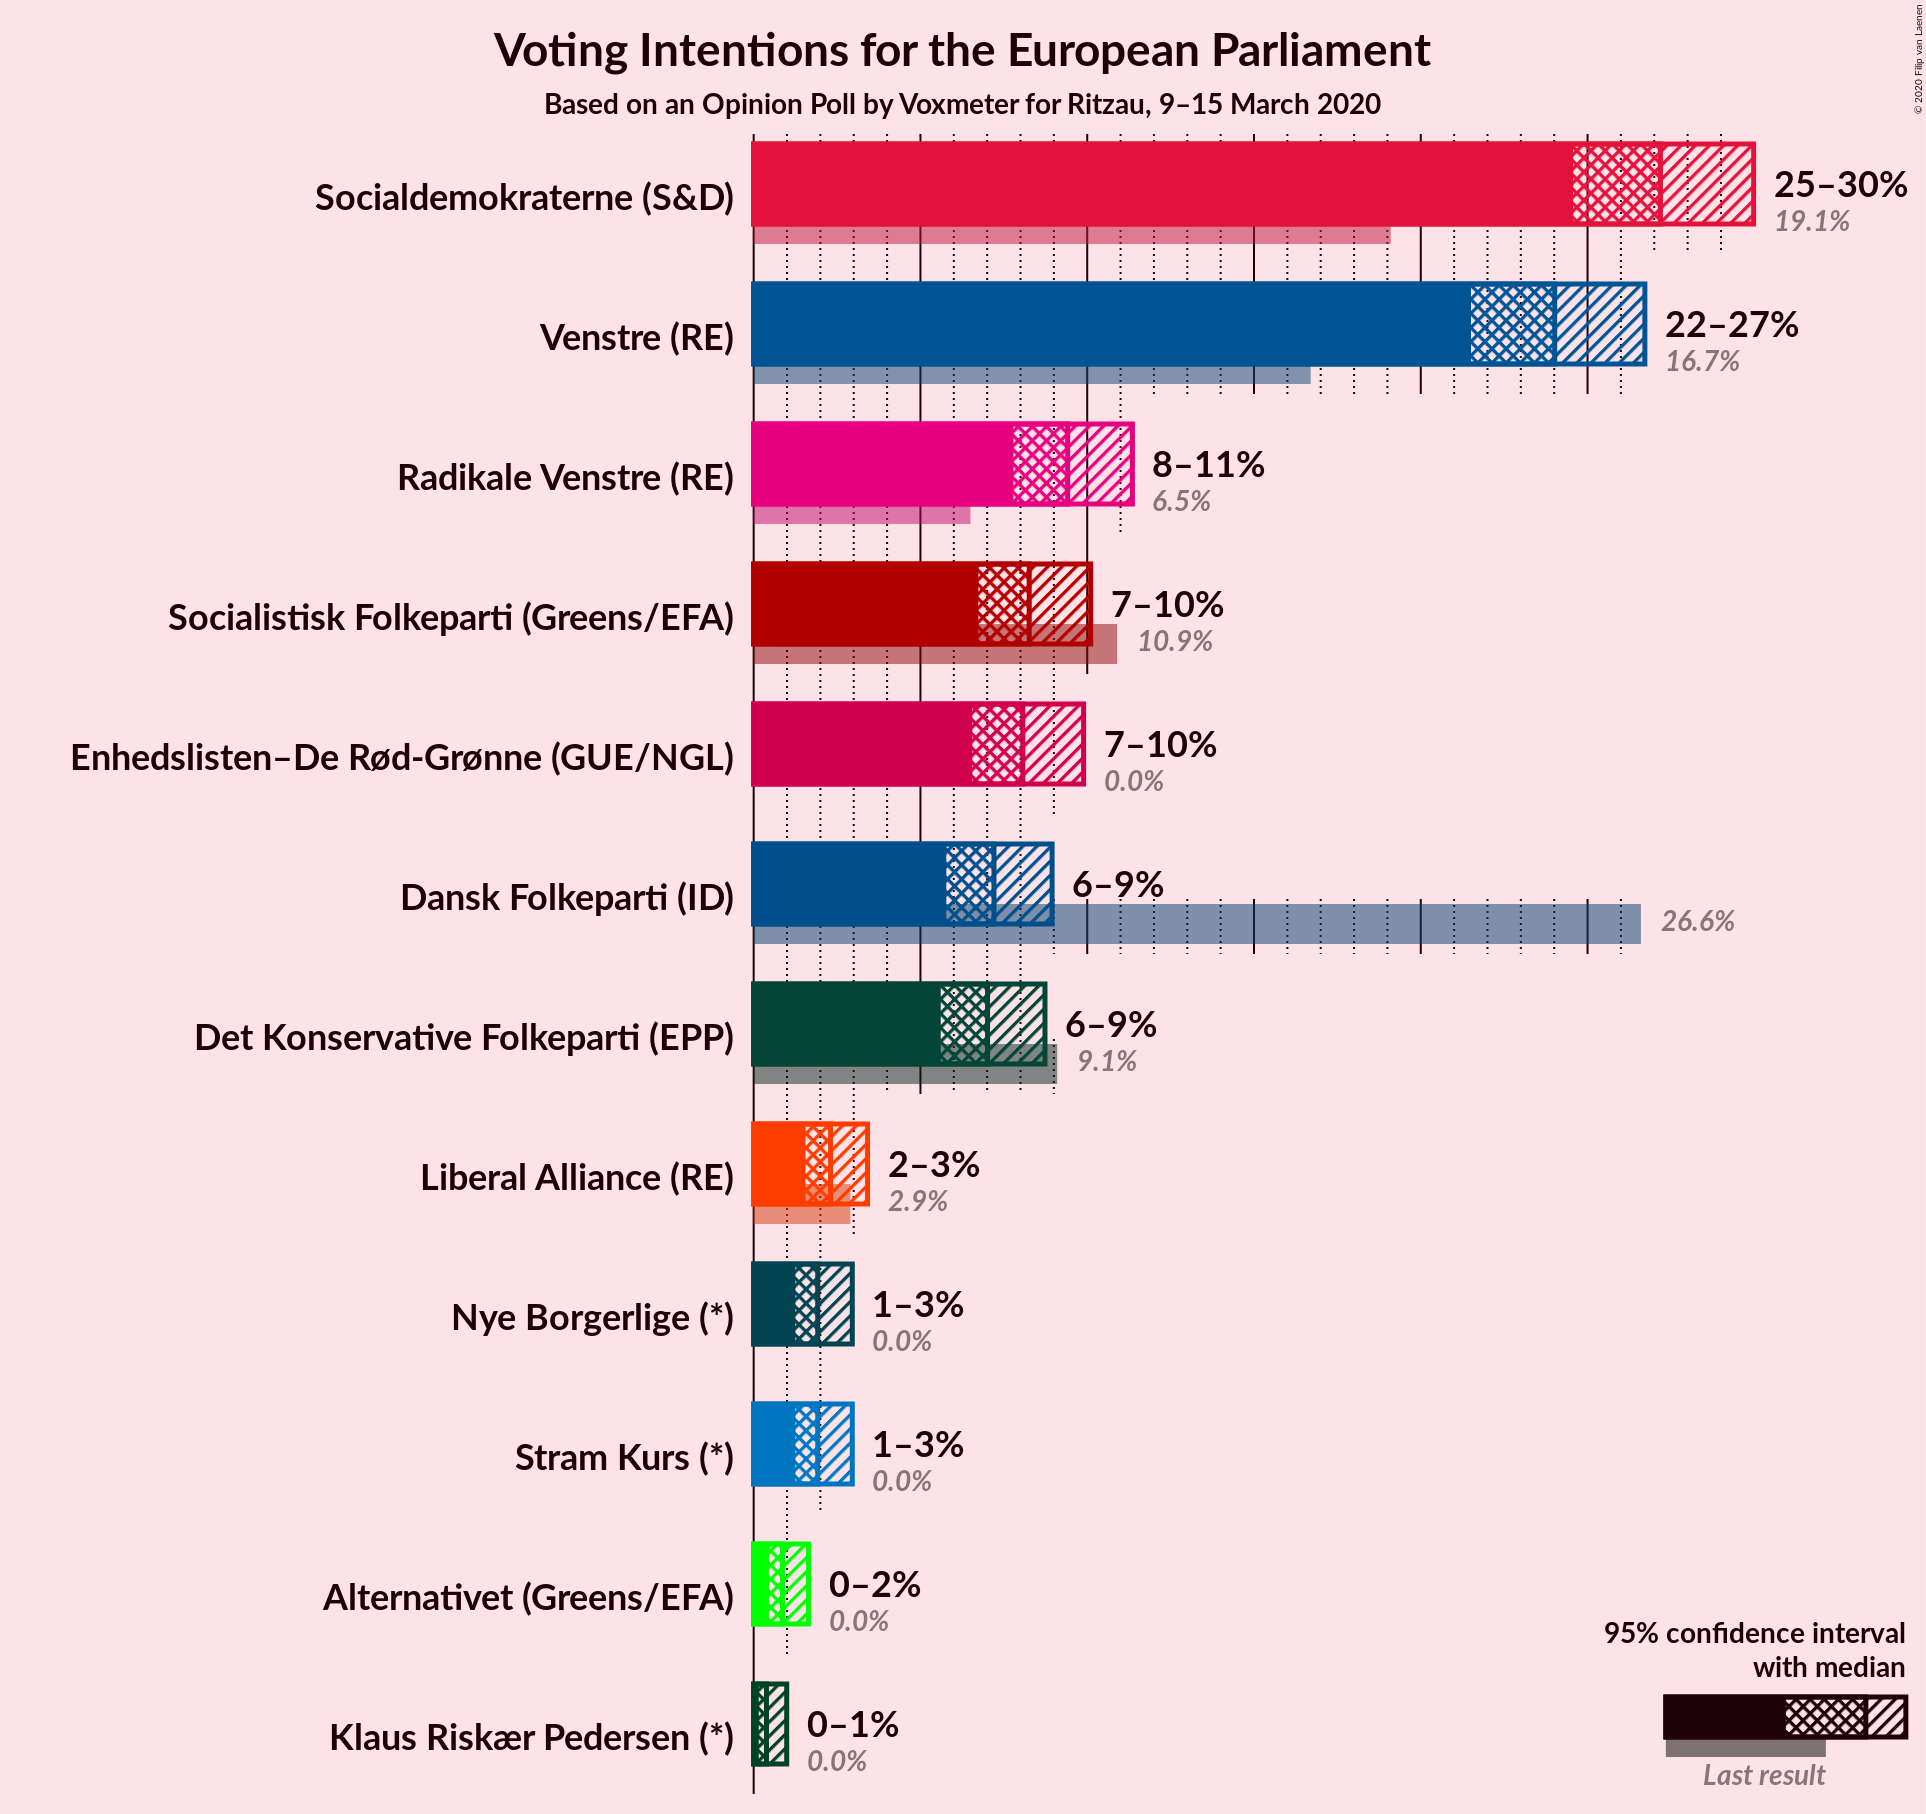 © 2020 Filip van Laenen
Voting Intentions for the European Parliament
Based on an Opinion Poll by Voxmeter for Ritzau, 9–15 March 2020
Socialdemokraterne (S&D)
25–30%
19.1%
Venstre (RE)
22–27%
16.7%
Radikale Venstre (RE)
8–11%
6.5%
Socialistisk Folkeparti (Greens/EFA)
7–10%
10.9%
Enhedslisten–De Rød-Grønne (GUE/NGL)
7–10%
0.0%
Dansk Folkeparti (ID)
6–9%
26.6%
Det Konservative Folkeparti (EPP)
6–9%
9.1%
Liberal Alliance (RE)
2–3%
2.9%
Nye Borgerlige (*)
1–3%
0.0%
Stram Kurs (*)
1–3%
0.0%
Alternativet (Greens/EFA)
0–2%
0.0%
Klaus Riskær Pedersen (*)
0–1%
0.0%
95% confidence interval
with median
Last result